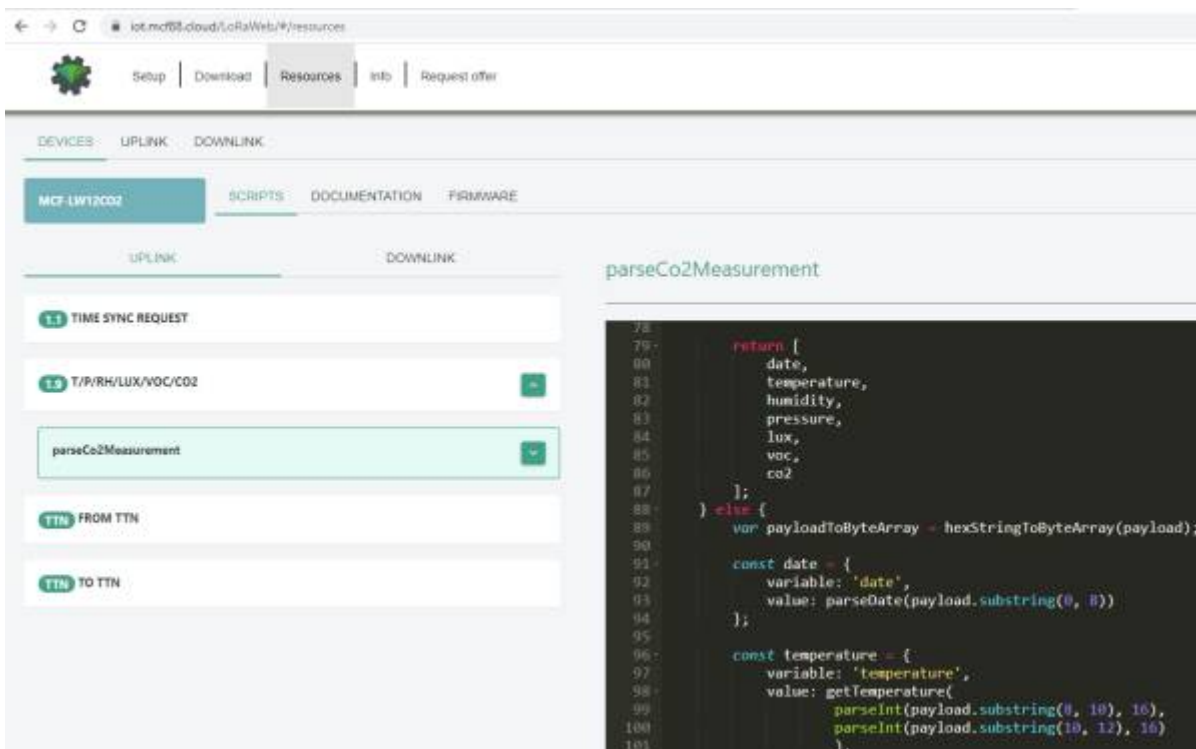 iot.mcf88.cloud/LoRaWeb/#/resources
Setup Download Resources Info Request offer
DEVICES UPLINK DOWNLINK
MCF-LW12CO2 SCRIPTS DOCUMENTATION FIRMWARE
UPLINK DOWNLINK
1.1 TIME SYNC REQUEST
1.9 T/P/RH/LUX/VOC/CO2
parseCo2Measurement
TTN FROM TTN
TTN TO TTN
parseCo2Measurement
78
79 return [
80 date,
81 temperature,
82 humidity,
83 pressure,
84 lux,
85 voc,
86 co2
87 ];
88 } else {
89 var payloadToByteArray = hexStringToByteArray(payload);
90
91 const date = {
92 variable: 'date',
93 value: parseDate(payload.substring(0, 8))
94 };
95
96 const temperature = {
97 variable: 'temperature',
98 value: getTemperature(
99 parseInt(payload.substring(8, 10), 16),
100 parseInt(payload.substring(10, 12), 16)
101 )